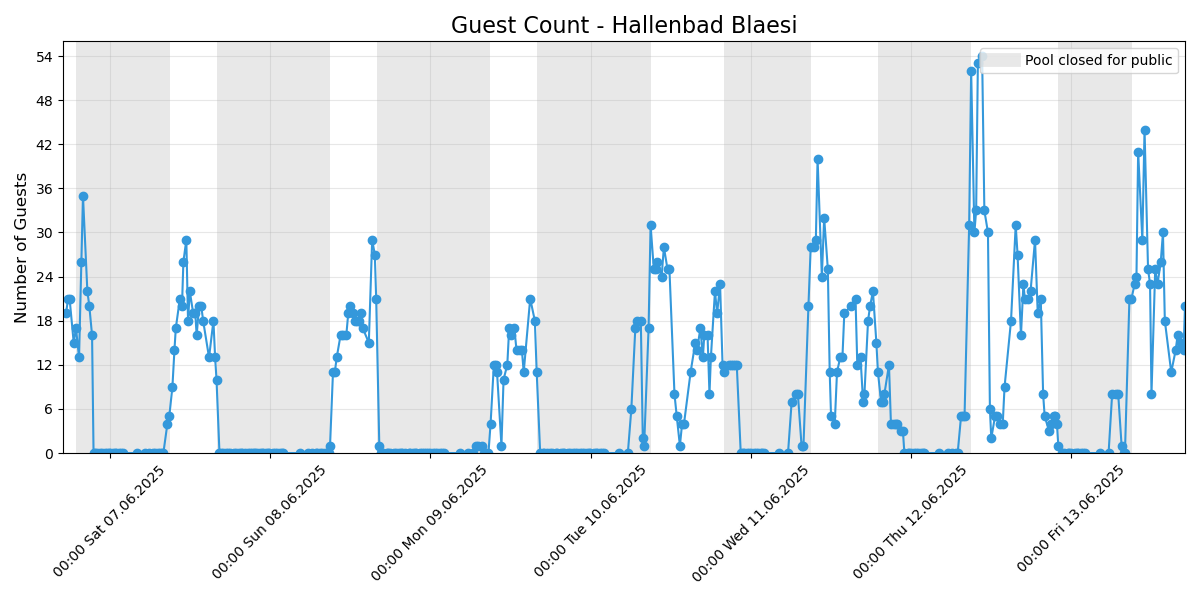 Guest Count - Hallenbad Blaesi
Pool closed for public
Number of Guests
54
48
42
36
30
24
18
12
6
0
00:00 Sat 07.06.2025
00:00 Sun 08.06.2025
00:00 Mon 09.06.2025
00:00 Tue 10.06.2025
00:00 Wed 11.06.2025
00:00 Thu 12.06.2025
00:00 Fri 13.06.2025